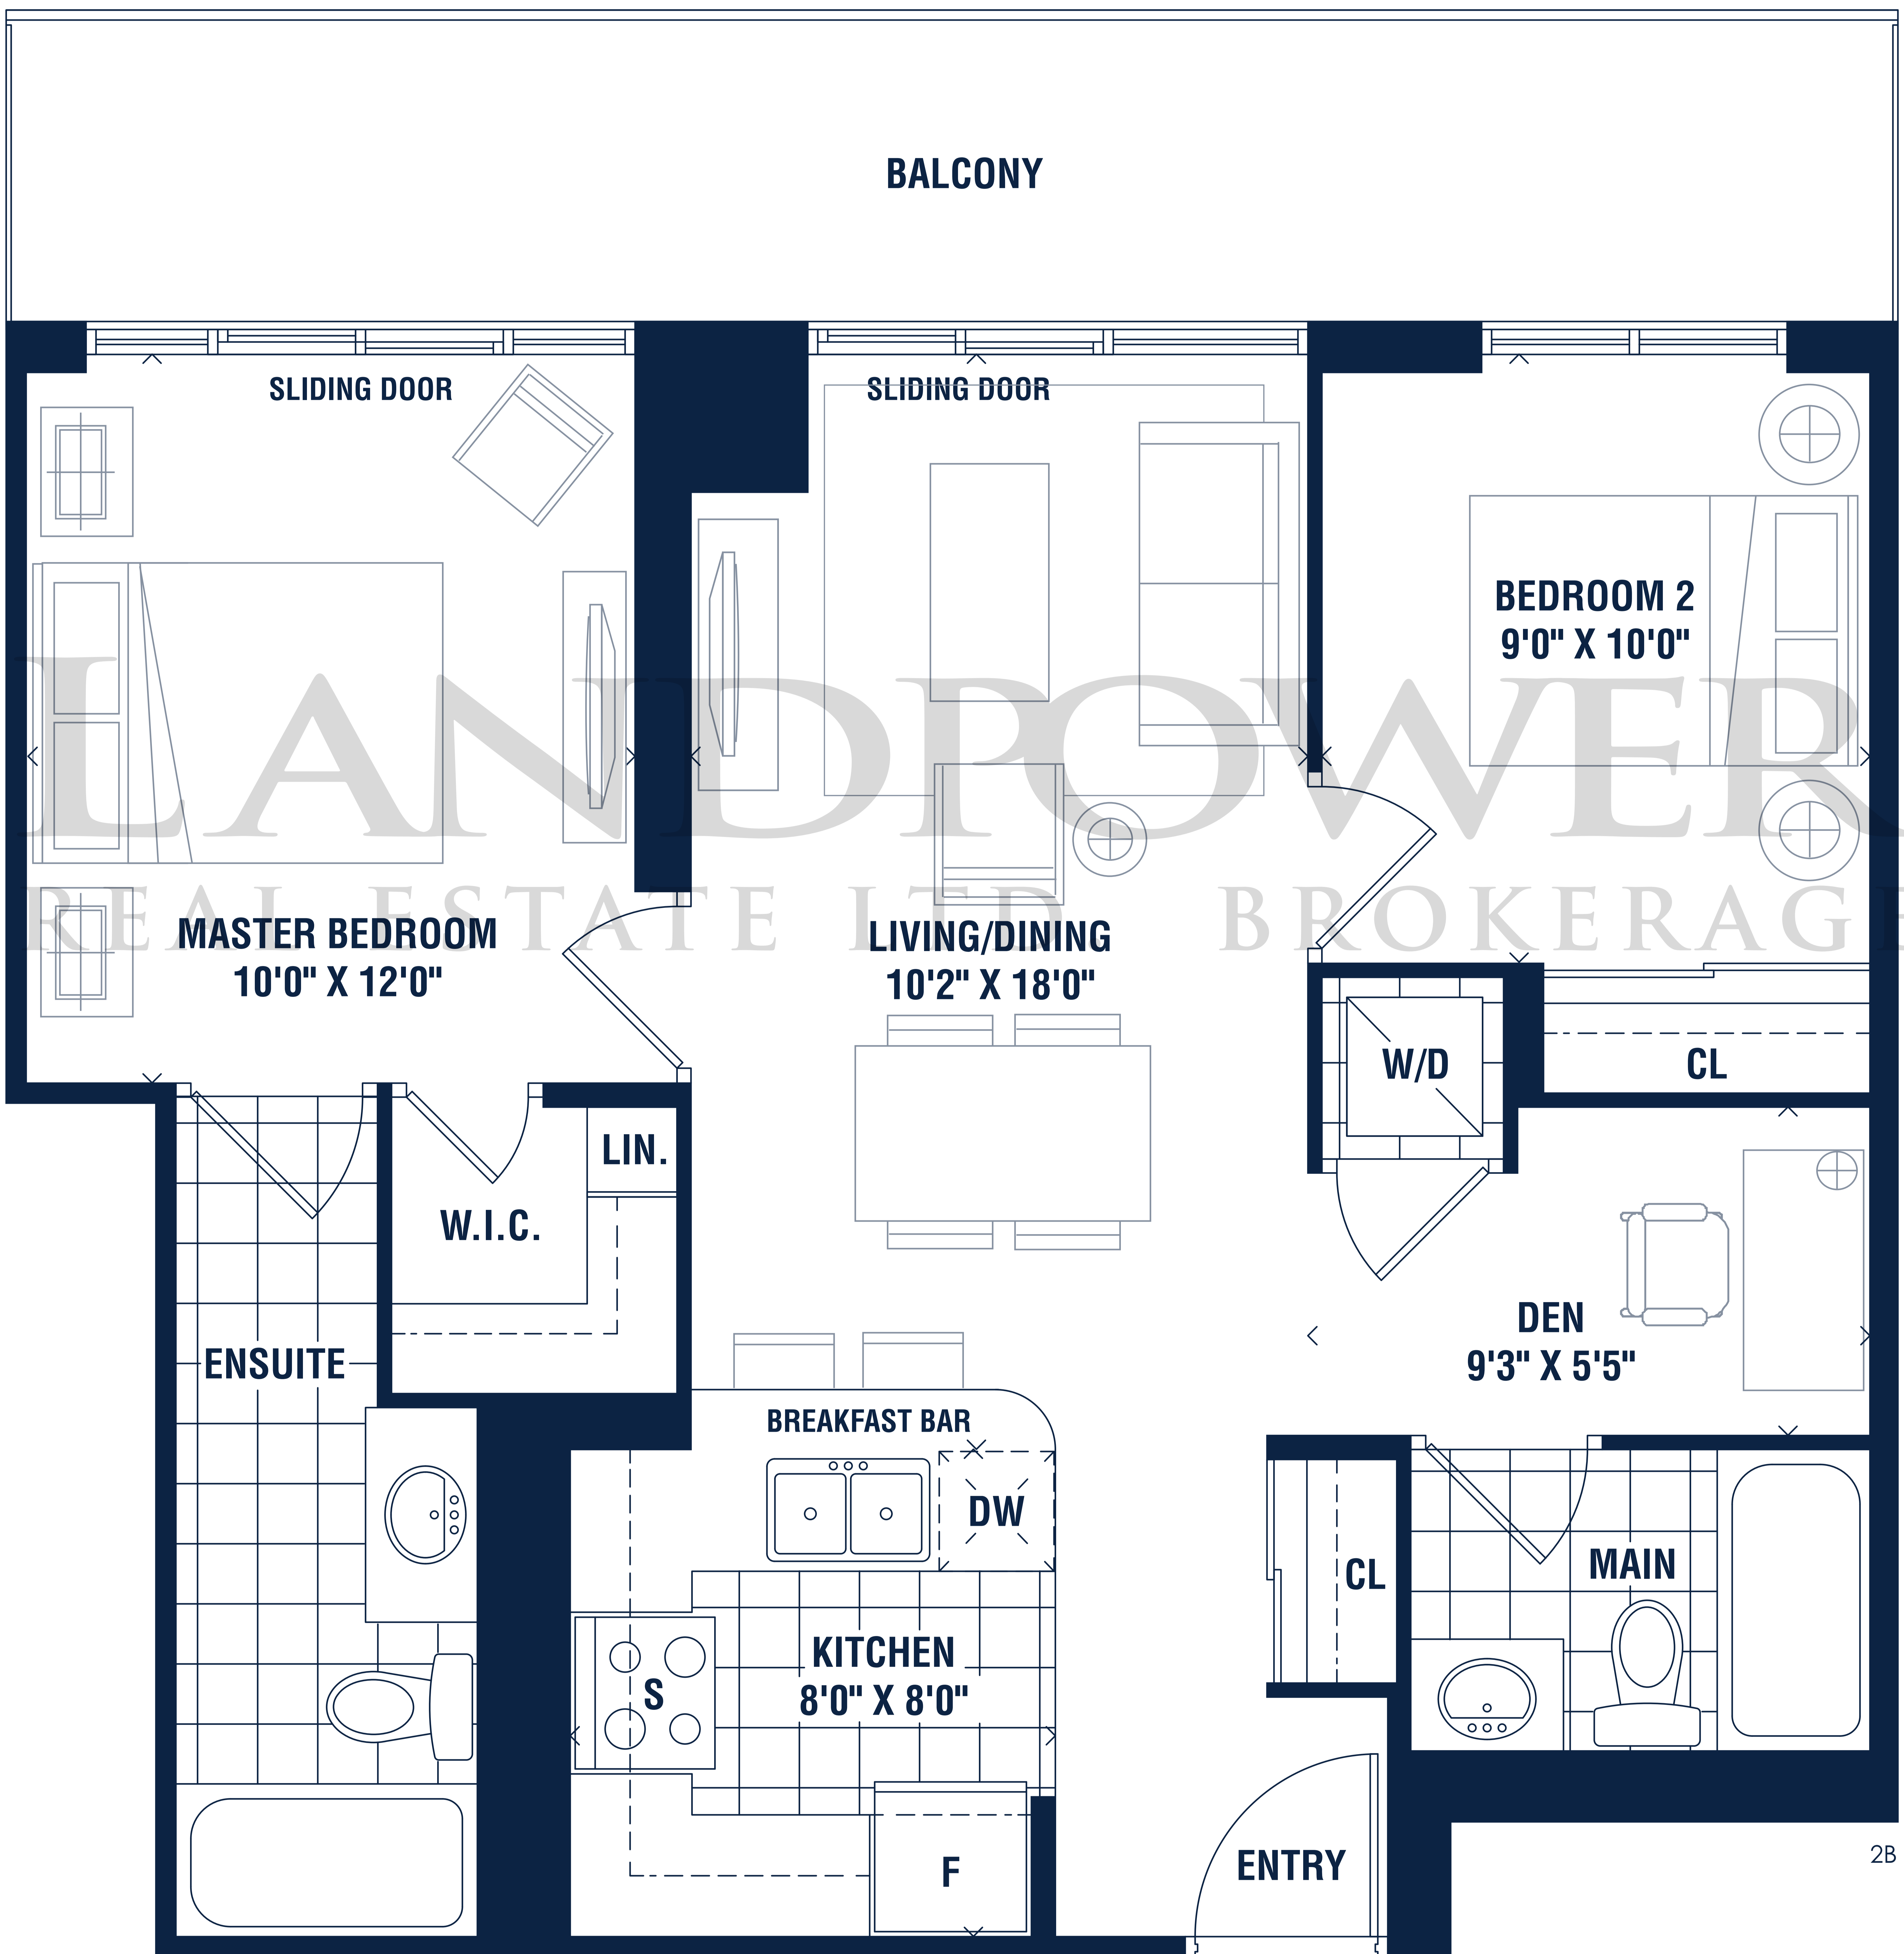 BALCONY
SLIDING DOOR
SLIDING DOOR
BEDROOM 2
9'0" X 10'0"
LANDPOWER
REAL ESTATE LTD BROKERAGE
MASTER BEDROOM
10'0" X 12'0"
LIVING/DINING
10'2" X 18'0"
W/D
CL
LIN.
W.I.C.
DEN
9'3" X 5'5"
ENSUITE
BREAKFAST BAR
DW
CL
MAIN
KITCHEN
8'0" X 8'0"
S
F
ENTRY
2B